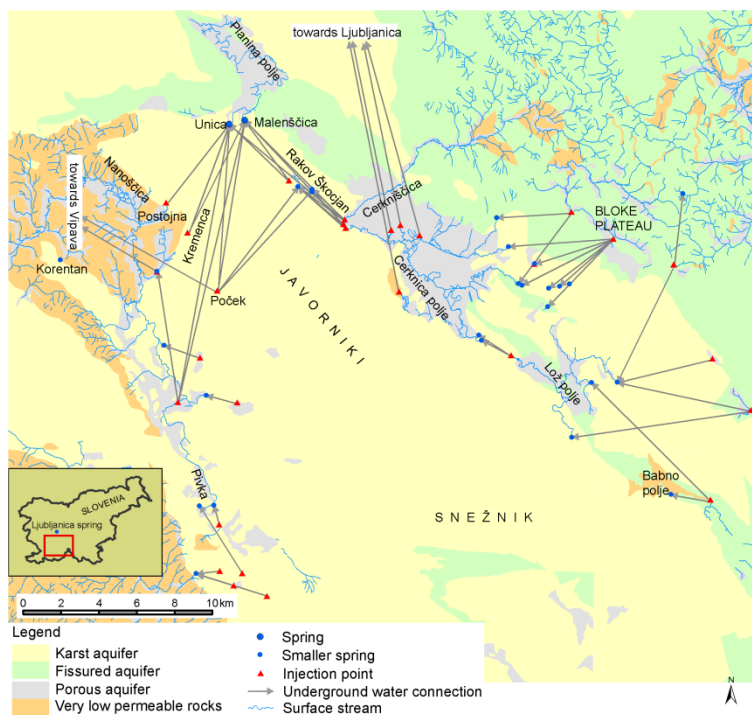 towards Ljubljanica
Planina polje
Unica
Malenščica
Rakov Škocjan
Cerkniščica
Nanoščica
towards Vipava
Postojna
Kremenca
BLOKE
PLATEAU
Korentan
Poček
JAVORNIKI
Cerknica polje
Lož polje
Pivka
Babno
polje
SNEŽNIK
SLOVENIA
Ljubljanica spring
0 2 4 6 8 10 km
N
Legend
Karst aquifer
Fissured aquifer
Porous aquifer
Very low permeable rocks
Spring
Smaller spring
Injection point
Underground water connection
Surface stream